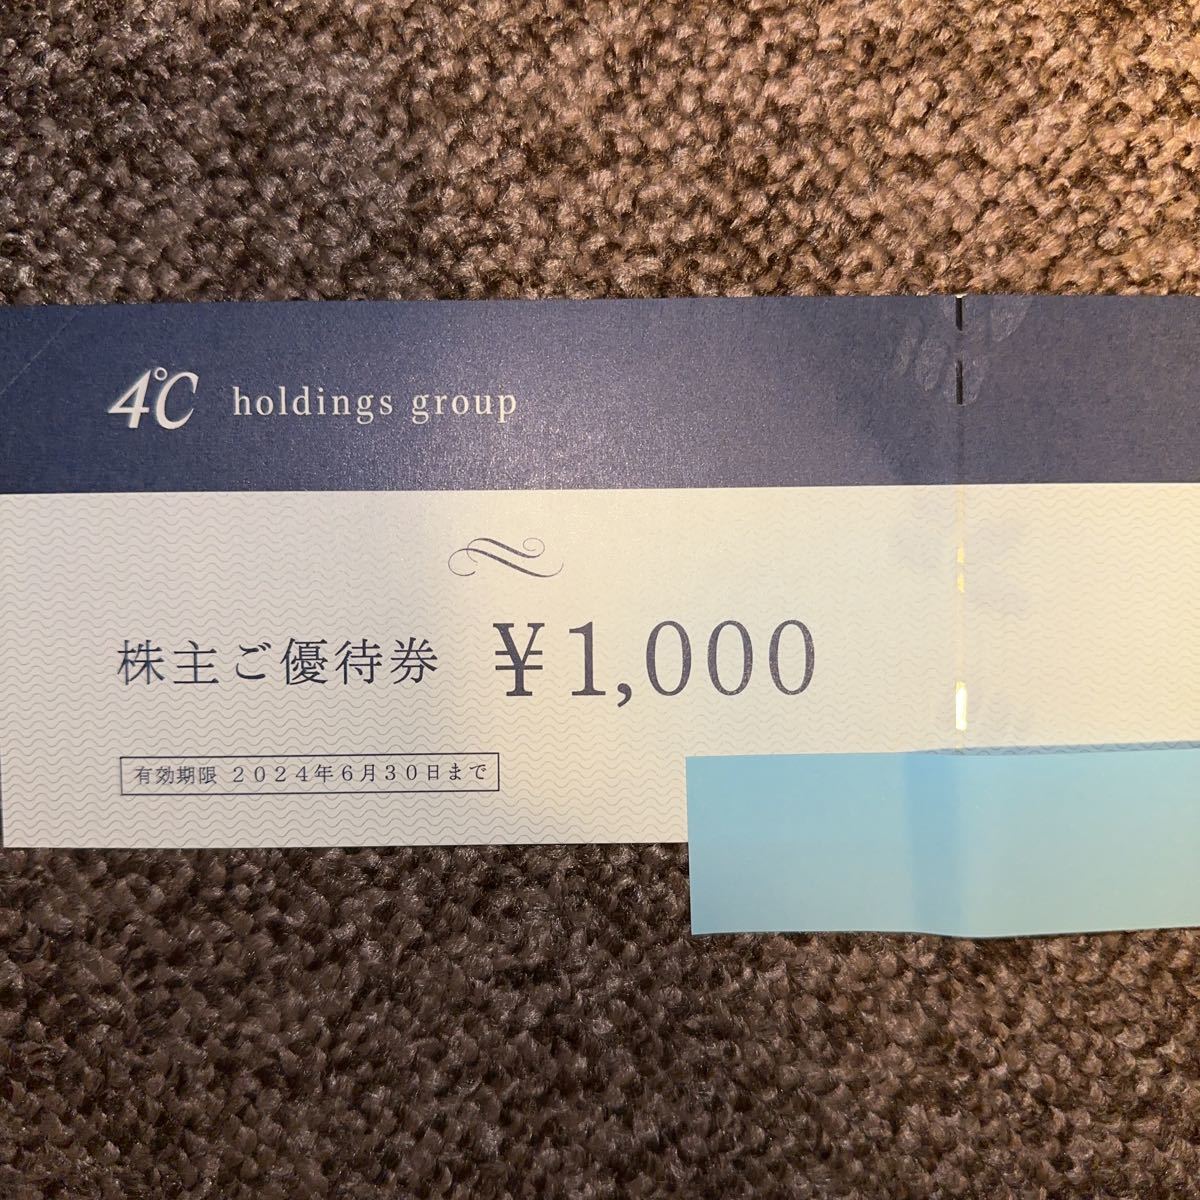 4℃ holdings group
株主ご優待券 ¥1,000
有効期限 2024年6月30日まで